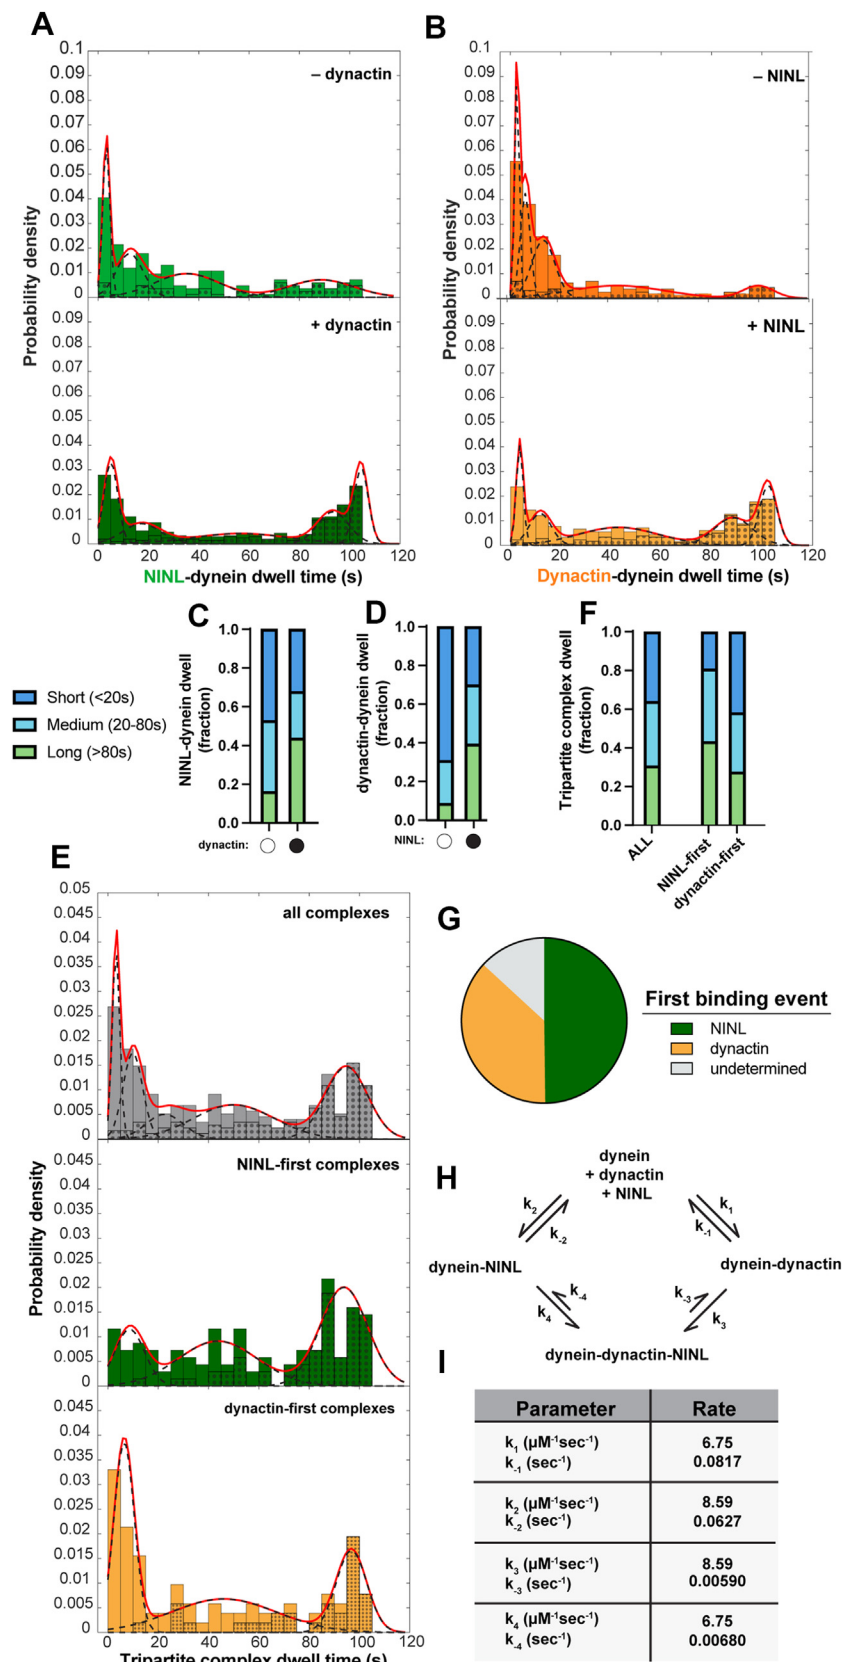 A
0.1
0.09
0.08
0.07
0.06
0.05
0.04
0.03
0.02
0.01
0
– dynactin
0.09
0.08
0.07
0.06
0.05
0.04
0.03
0.02
0.01
0
+ dynactin
Probability density
0 20 40 60 80 100 120
NINL-dynein dwell time (s)
B
0.1
0.09
0.08
0.07
0.06
0.05
0.04
0.03
0.02
0.01
0
– NINL
0.09
0.08
0.07
0.06
0.05
0.04
0.03
0.02
0.01
0
+ NINL
Probability density
0 20 40 60 80 100 120
Dynactin-dynein dwell time (s)
Short (<20s)
Medium (20-80s)
Long (>80s)
C
NINL-dynein dwell
(fraction)
1.0
0.8
0.6
0.4
0.2
0.0
dynactin:
D
dynactin-dynein dwell
(fraction)
1.0
0.8
0.6
0.4
0.2
0.0
NINL:
F
Tripartite complex dwell
(fraction)
1.0
0.8
0.6
0.4
0.2
0.0
ALL
NINL-first
dynactin-first
E
0.05
0.045
0.04
0.035
0.03
0.025
0.02
0.015
0.01
0.005
0
all complexes
0.045
0.04
0.035
0.03
0.025
0.02
0.015
0.01
0.005
0
NINL-first complexes
0.045
0.04
0.035
0.03
0.025
0.02
0.015
0.01
0.005
0
dynactin-first complexes
Probability density
0 20 40 60 80 100 120
Tripartite complex dwell time (s)
G
First binding event
NINL
dynactin
undetermined
H
dynein
+ dynactin
+ NINL
k2
k-2
k1
k-1
dynein-NINL
dynein-dynactin
k4
k-4
k-3
k3
dynein-dynactin-NINL
I
Parameter Rate
k1 (µM-1sec-1) 6.75
k-1 (sec-1) 0.0817
k2 (µM-1sec-1) 8.59
k-2 (sec-1) 0.0627
k3 (µM-1sec-1) 8.59
k-3 (sec-1) 0.00590
k4 (µM-1sec-1) 6.75
k-4 (sec-1) 0.00680